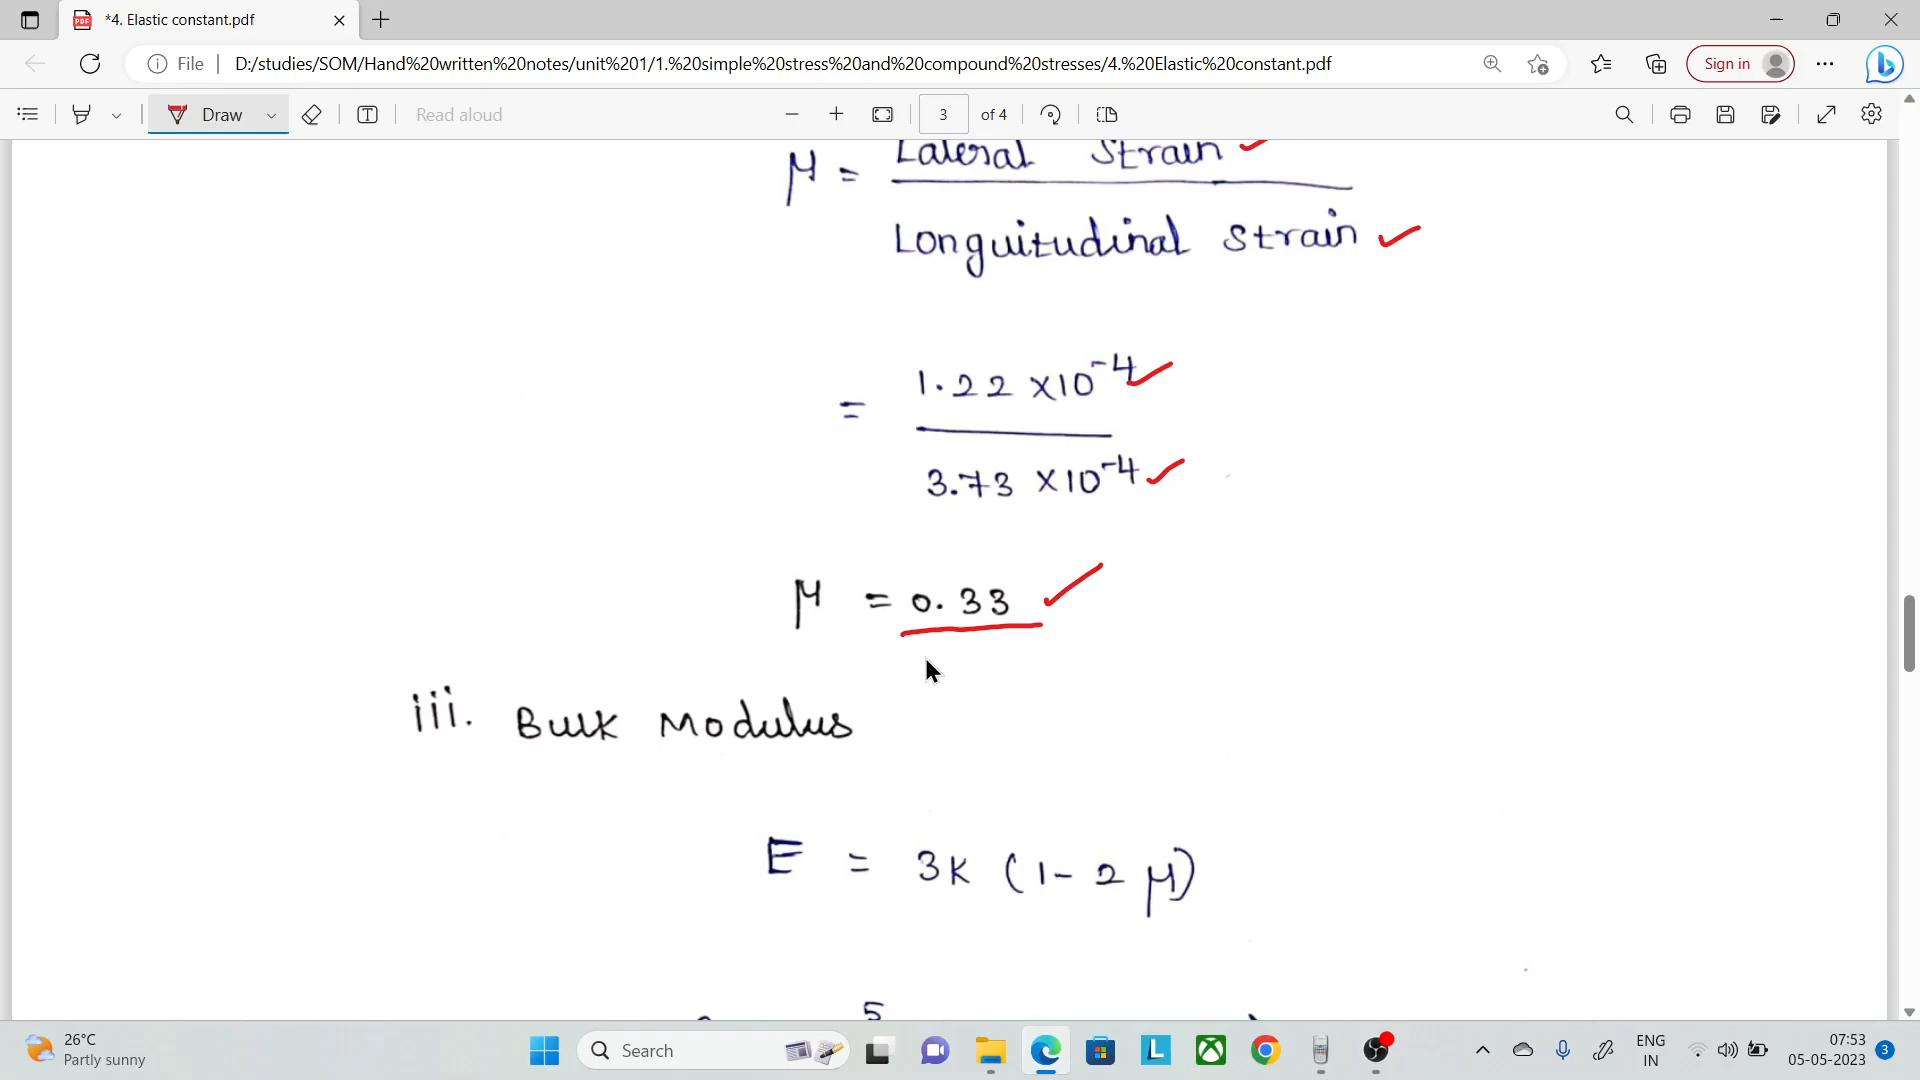 *4. Elastic constant.pdf
File
D:/studies/SOM/Hand%20written%20notes/unit%201/1.%20simple%20stress%20and%20compound%20stresses/4.%20Elastic%20constant.pdf
Sign in
Draw
Read aloud
3 of 4
μ = Lateral Strain
Longuitudinal Strain
= 1.22 ×10⁻⁴
3.73 ×10⁻⁴
μ = 0.33
iii. Bulk Modulus
E = 3K (1 - 2 μ)
5
26°C
Partly sunny
Search
ENG
IN
07:53
05-05-2023
3